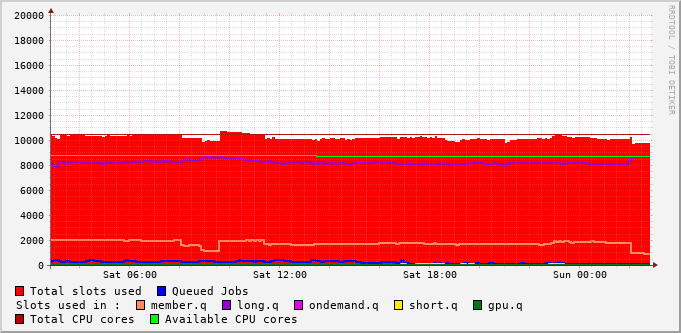 RRDTOOL / TOBI OETIKER
20000
18000
16000
14000
12000
10000
8000
6000
4000
2000
0
Sat 06:00 Sat 12:00 Sat 18:00 Sun 00:00
Total slots used Queued Jobs
Slots used in : member.q long.q ondemand.q short.q gpu.q
Total CPU cores Available CPU cores